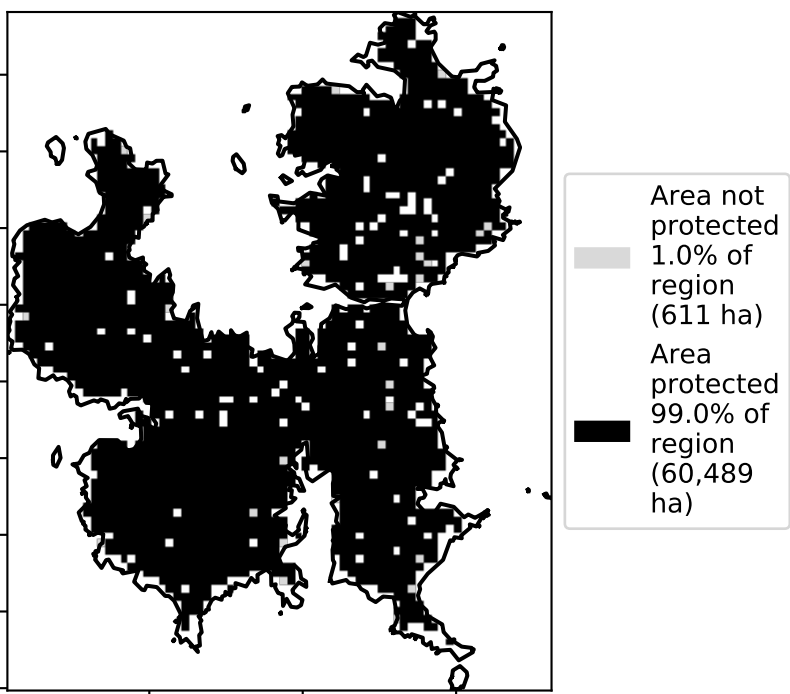 Area not
protected
1.0% of
region
(611 ha)
Area
protected
99.0% of
region
(60,489
ha)